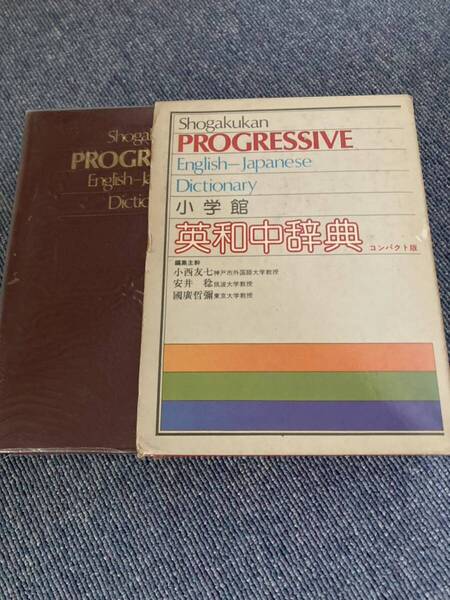 Shogaku
PROGR
English-Ja
Dictio
Shogakukan
PROGRESSIVE
English-Japanese
Dictionary
小学館
英和中辞典 コンパクト版
編集主幹
小西友七 神戸市外国語大学教授
安井 稔 筑波大学教授
國廣哲彌 東京大学教授